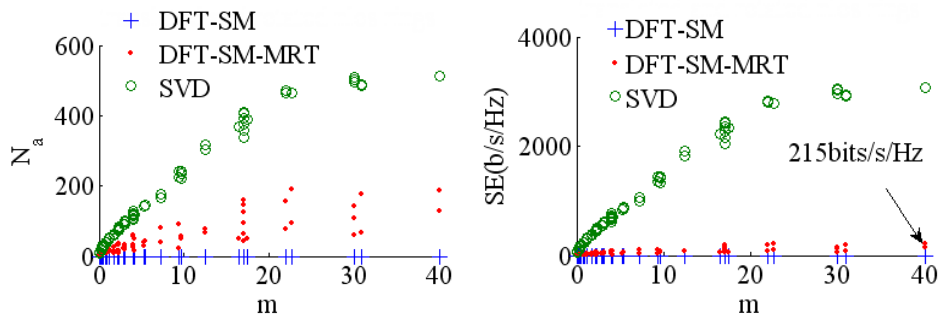 DFT-SM
DFT-SM-MRT
SVD
600
400
200
0
N_a
0 10 20 30 40
m
DFT-SM
DFT-SM-MRT
SVD
4000
2000
0
SE(b/s/Hz)
215bits/s/Hz
0 10 20 30 40
m